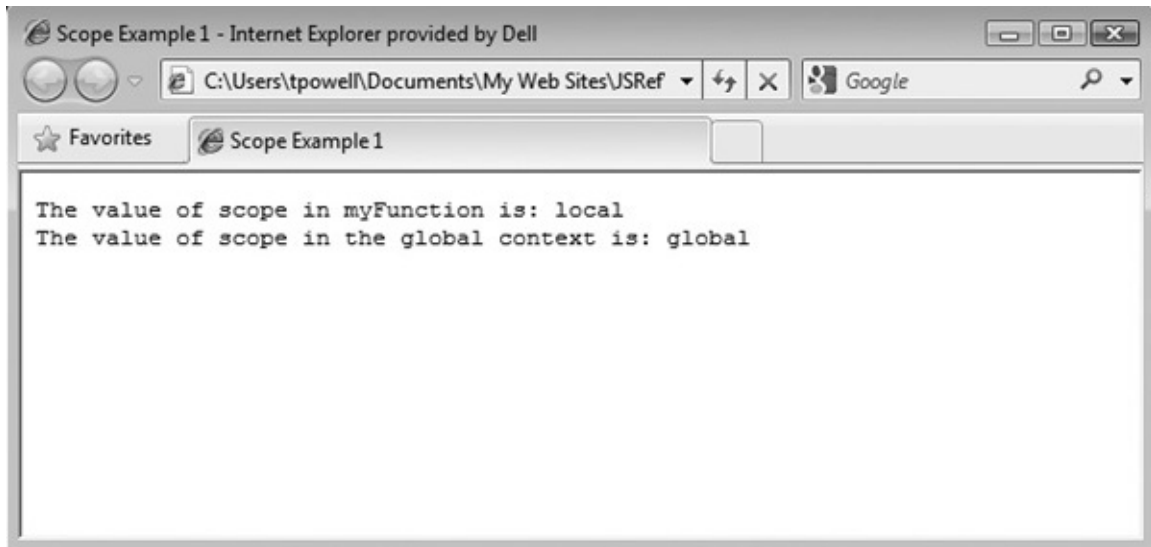 Scope Example 1 - Internet Explorer provided by Dell
C:\Users\tpowell\Documents\My Web Sites\JSRef
Google
Favorites
Scope Example 1
The value of scope in myFunction is: local
The value of scope in the global context is: global